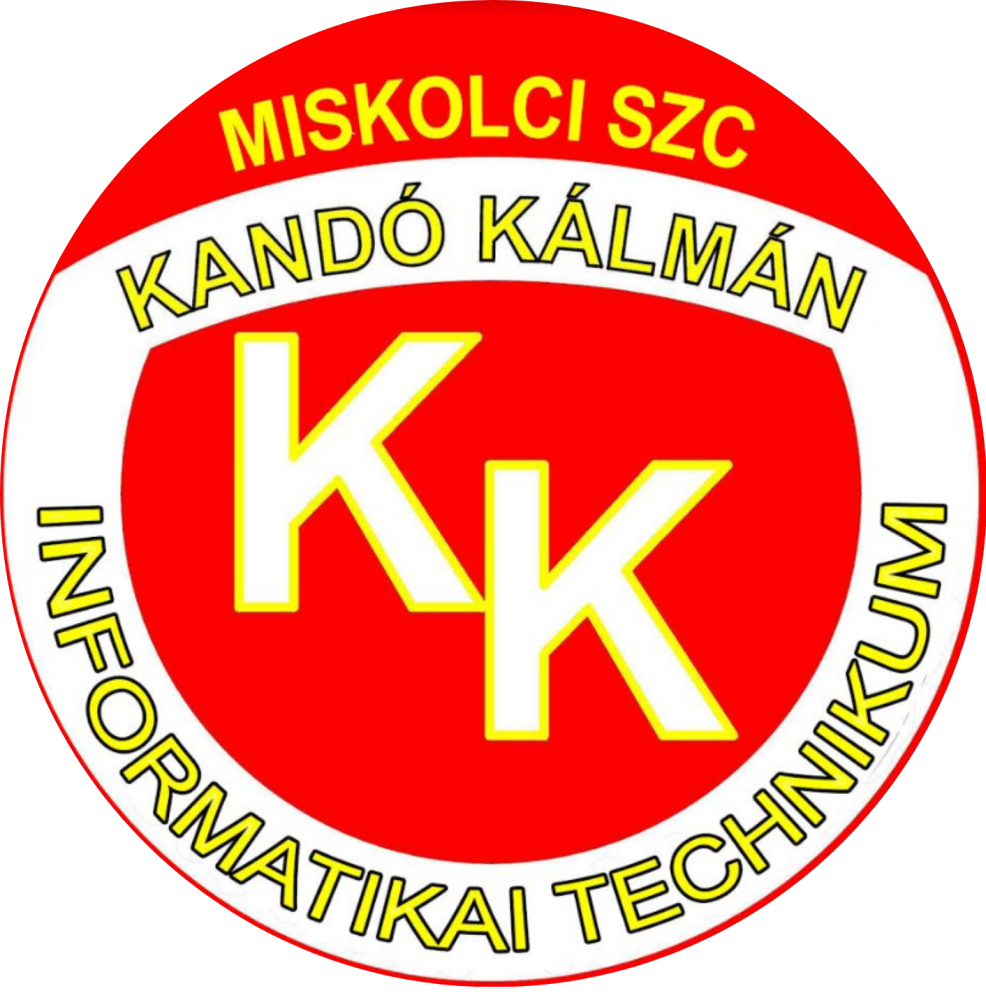 MISKOLCI SZC
KANDÓ KÁLMÁN
KK
INFORMATIKAI TECHNIKUM